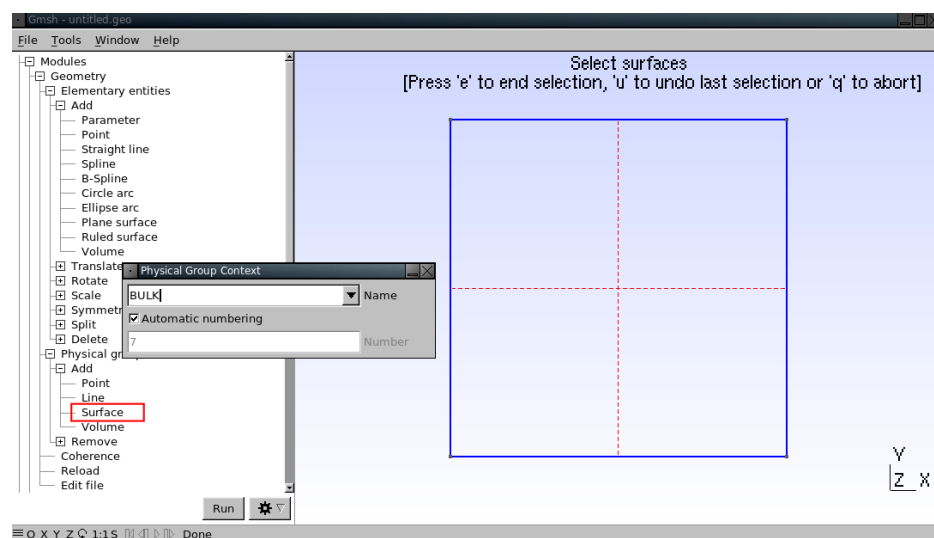 Gmsh - untitled.geo
File Tools Window Help
Modules
Geometry
Elementary entities
Add
Parameter
Point
Straight line
Spline
B-Spline
Circle arc
Ellipse arc
Plane surface
Ruled surface
Volume
Translate
Rotate
Scale
Symmetr
Split
Delete
Physical gr
Add
Point
Line
Surface
Volume
Remove
Coherence
Reload
Edit file
Run
Physical Group Context
BULK
Name
Automatic numbering
7
Number
Select surfaces
[Press 'e' to end selection, 'u' to undo last selection or 'q' to abort]
Y
Z X
O X Y Z 1:1 S Done